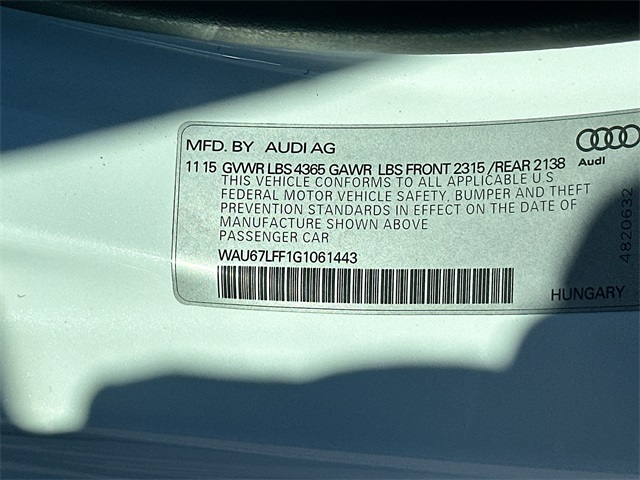 MFD. BY AUDI AG
Audi
11 15 GVWR LBS 4365 GAWR LBS FRONT 2315 /REAR 2138
THIS VEHICLE CONFORMS TO ALL APPLICABLE U.S
FEDERAL MOTOR VEHICLE SAFETY, BUMPER AND THEFT
PREVENTION STANDARDS IN EFFECT ON THE DATE OF
MANUFACTURE SHOWN ABOVE
PASSENGER CAR
WAU67LFF1G1061443
HUNGARY
4820632